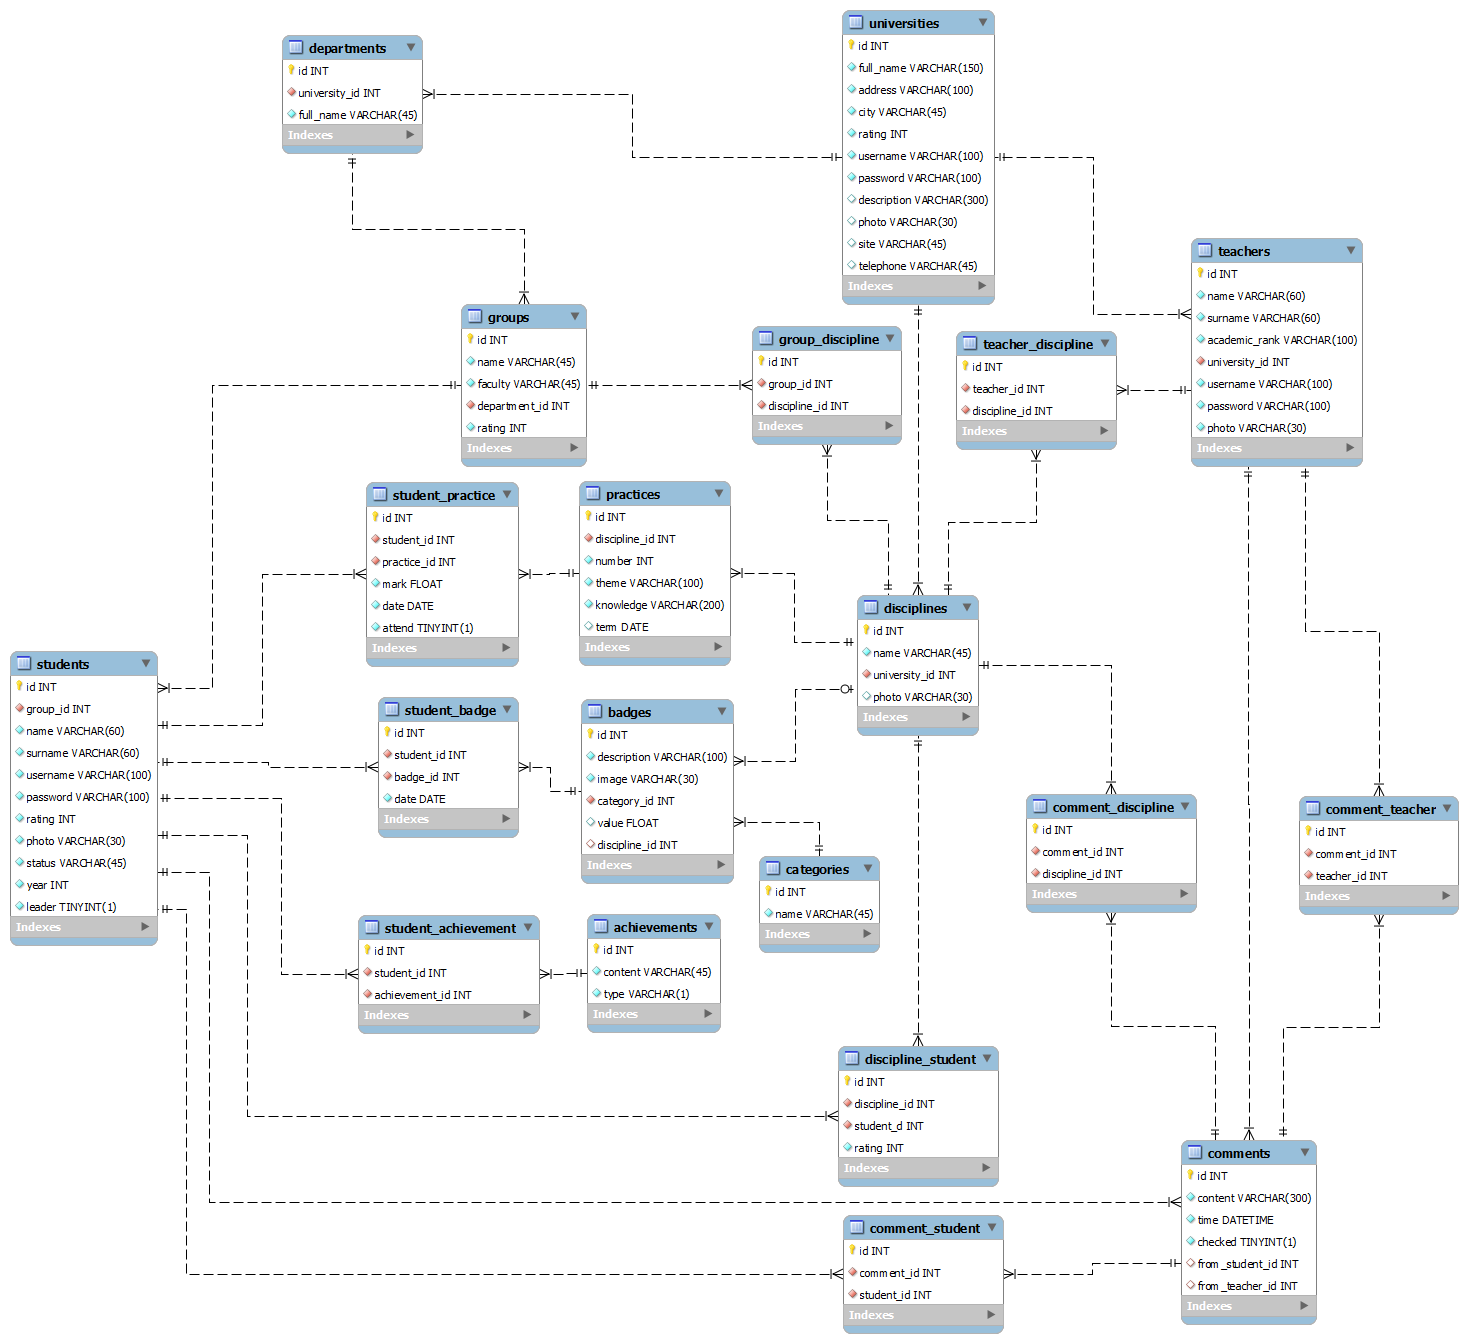 departments
id INT
university_id INT
full_name VARCHAR(45)
Indexes
universities
id INT
full_name VARCHAR(150)
address VARCHAR(100)
city VARCHAR(45)
rating INT
username VARCHAR(100)
password VARCHAR(100)
description VARCHAR(300)
photo VARCHAR(30)
site VARCHAR(45)
telephone VARCHAR(45)
Indexes
teachers
id INT
name VARCHAR(60)
surname VARCHAR(60)
academic_rank VARCHAR(100)
university_id INT
username VARCHAR(100)
password VARCHAR(100)
photo VARCHAR(30)
Indexes
groups
id INT
name VARCHAR(45)
faculty VARCHAR(45)
department_id INT
rating INT
Indexes
group_discipline
id INT
group_id INT
discipline_id INT
Indexes
teacher_discipline
id INT
teacher_id INT
discipline_id INT
Indexes
student_practice
id INT
student_id INT
practice_id INT
mark FLOAT
date DATE
attend TINYINT(1)
Indexes
practices
id INT
discipline_id INT
number INT
theme VARCHAR(100)
knowledge VARCHAR(200)
term DATE
Indexes
disciplines
id INT
name VARCHAR(45)
university_id INT
photo VARCHAR(30)
Indexes
students
id INT
group_id INT
name VARCHAR(60)
surname VARCHAR(60)
username VARCHAR(100)
password VARCHAR(100)
rating INT
photo VARCHAR(30)
status VARCHAR(45)
year INT
leader TINYINT(1)
Indexes
student_badge
id INT
student_id INT
badge_id INT
date DATE
Indexes
badges
id INT
description VARCHAR(100)
image VARCHAR(30)
category_id INT
value FLOAT
discipline_id INT
Indexes
comment_discipline
id INT
comment_id INT
discipline_id INT
Indexes
comment_teacher
id INT
comment_id INT
teacher_id INT
Indexes
categories
id INT
name VARCHAR(45)
Indexes
student_achievement
id INT
student_id INT
achievement_id INT
Indexes
achievements
id INT
content VARCHAR(45)
type VARCHAR(1)
Indexes
discipline_student
id INT
discipline_id INT
student_d INT
rating INT
Indexes
comments
id INT
content VARCHAR(300)
time DATETIME
checked TINYINT(1)
from_student_id INT
from_teacher_id INT
Indexes
comment_student
id INT
comment_id INT
student_id INT
Indexes